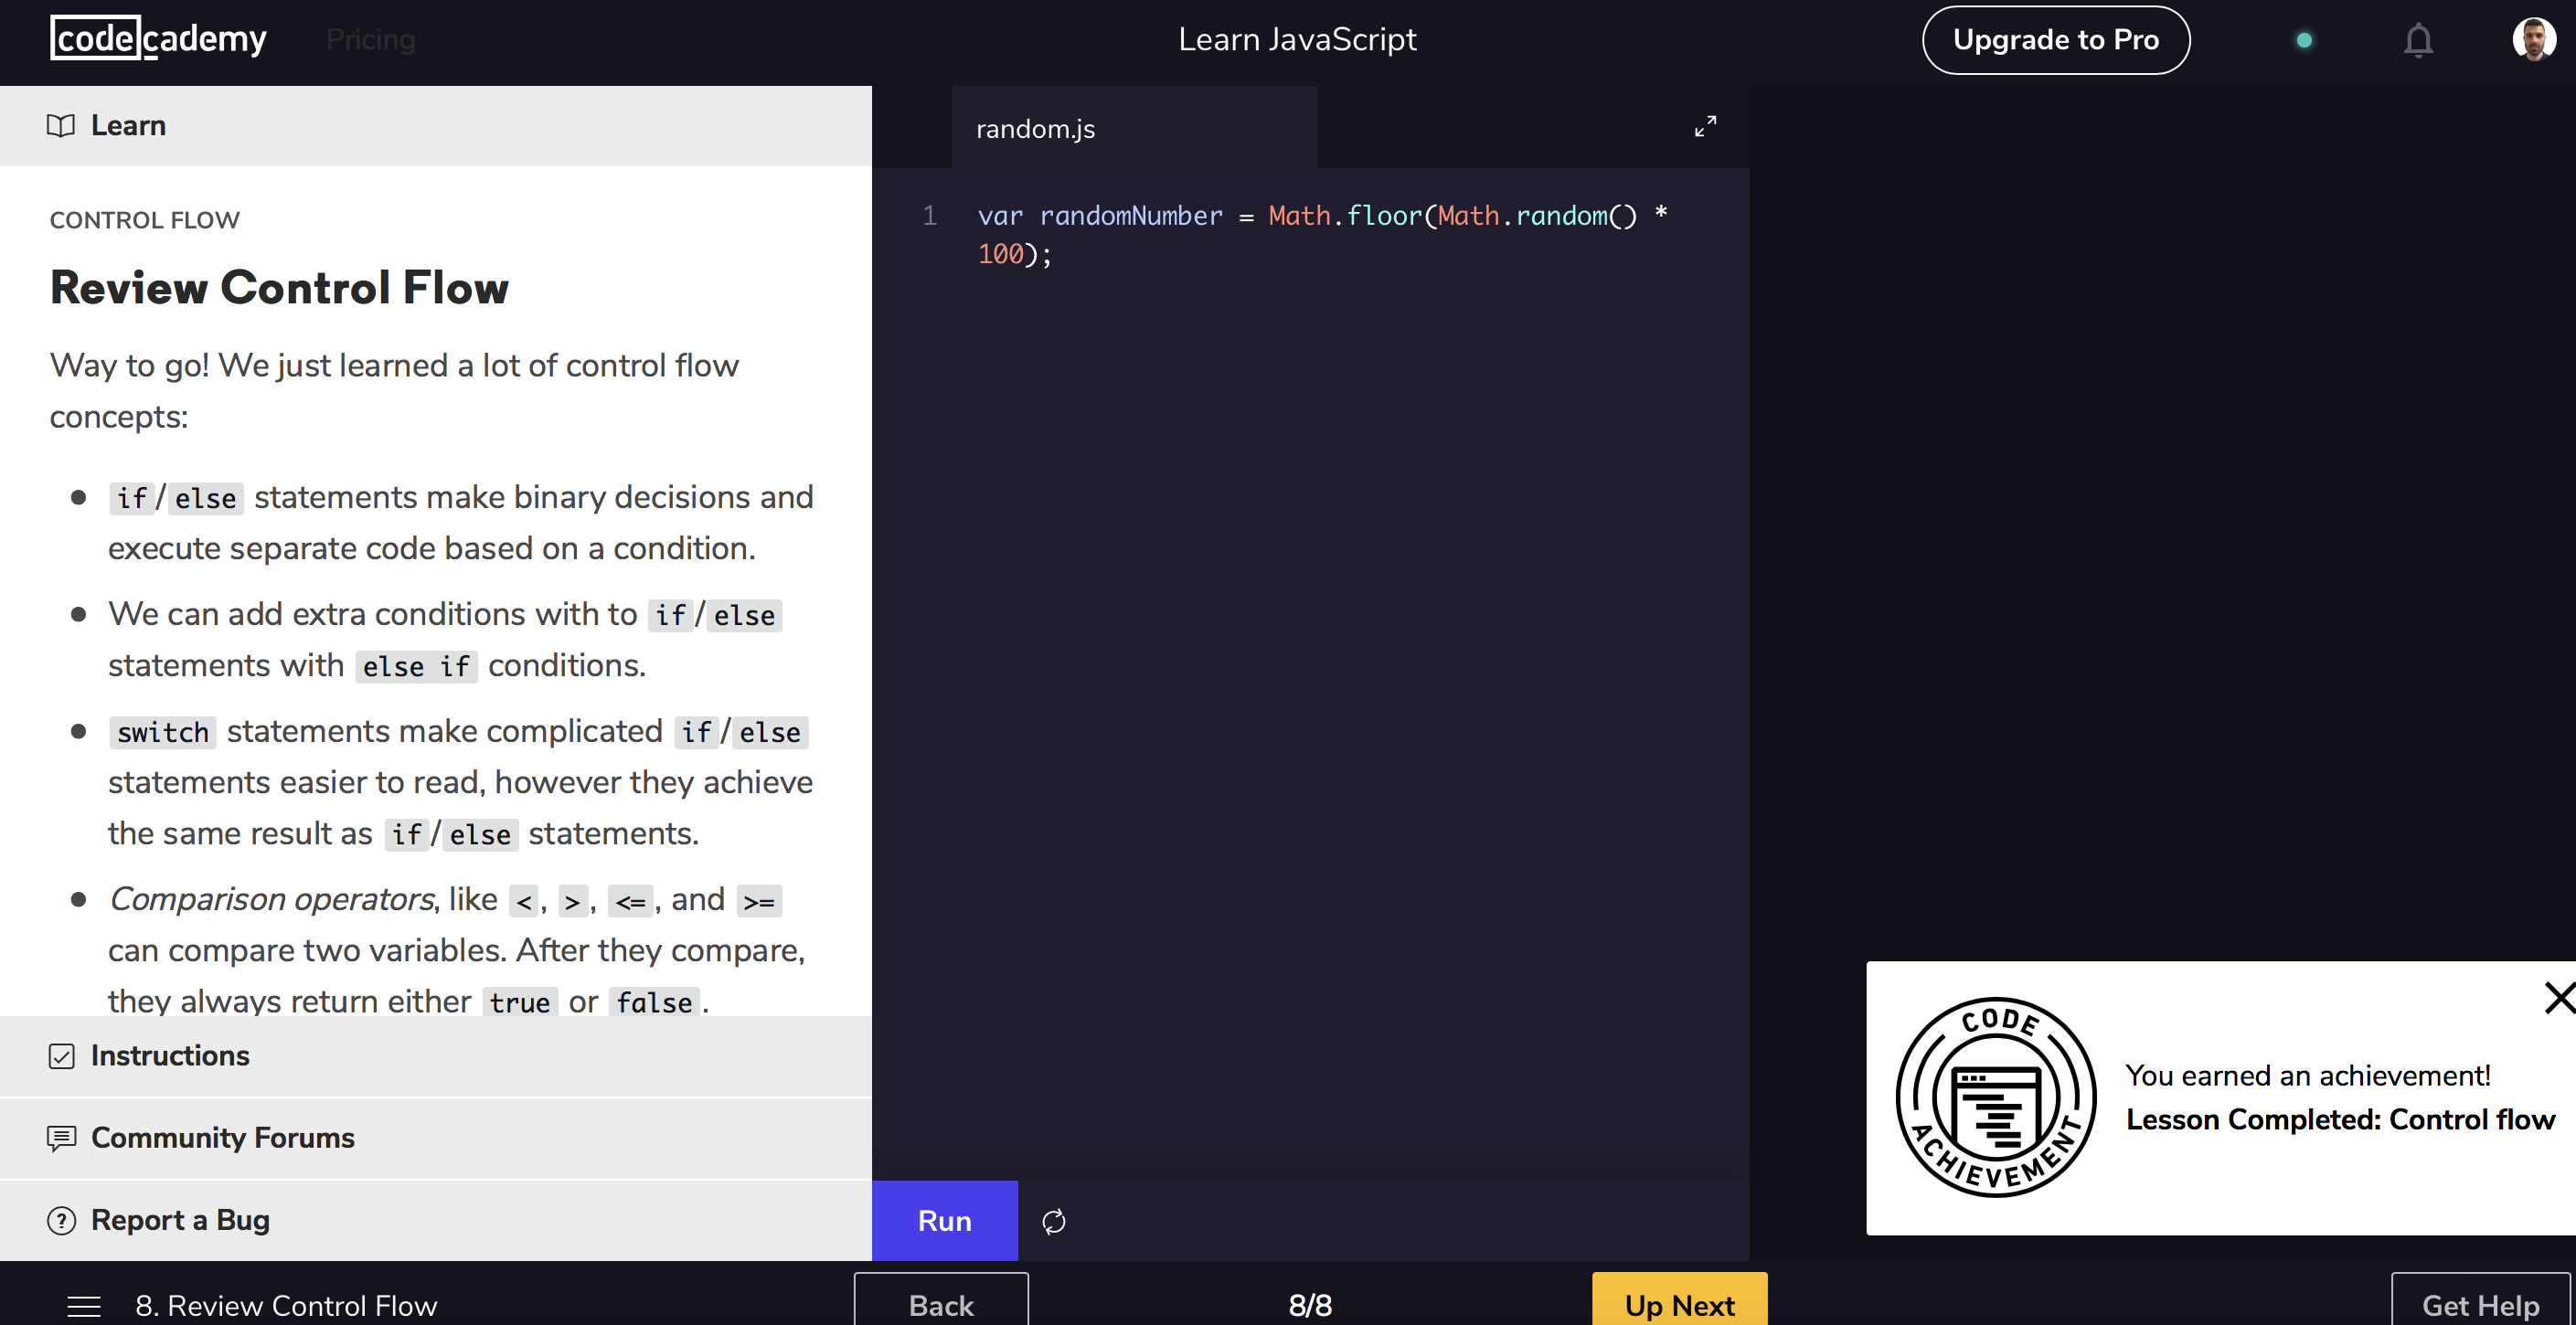 codecademy
Pricing
Learn JavaScript
Upgrade to Pro
Learn
CONTROL FLOW
Review Control Flow
Way to go! We just learned a lot of control flow
concepts:
if/else statements make binary decisions and
execute separate code based on a condition.
We can add extra conditions with to if/else
statements with else if conditions.
switch statements make complicated if/else
statements easier to read, however they achieve
the same result as if/else statements.
Comparison operators, like <, >, <=, and >=
can compare two variables. After they compare,
they always return either true or false.
Instructions
Community Forums
Report a Bug
random.js
1 var randomNumber = Math.floor(Math.random() *
100);
Run
CODE
ACHIEVEMENT
You earned an achievement!
Lesson Completed: Control flow
8. Review Control Flow
Back
8/8
Up Next
Get Help